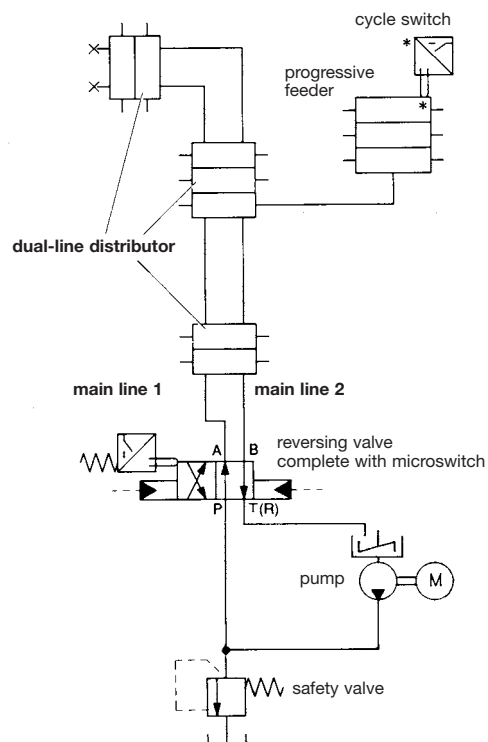 cycle switch
*
progressive
feeder
*
dual-line distributor
main line 1
main line 2
A
B
reversing valve
complete with microswitch
P
T(R)
pump
M
safety valve